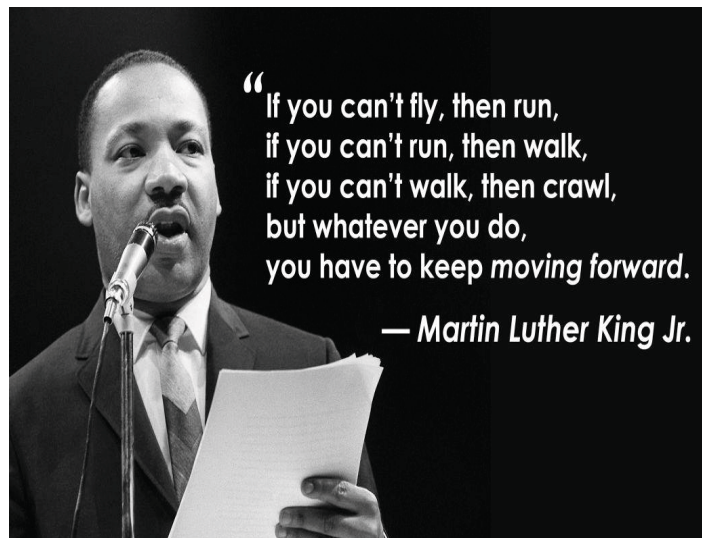 “If you can’t fly, then run,
if you can’t run, then walk,
if you can’t walk, then crawl,
but whatever you do,
you have to keep moving forward.
— Martin Luther King Jr.